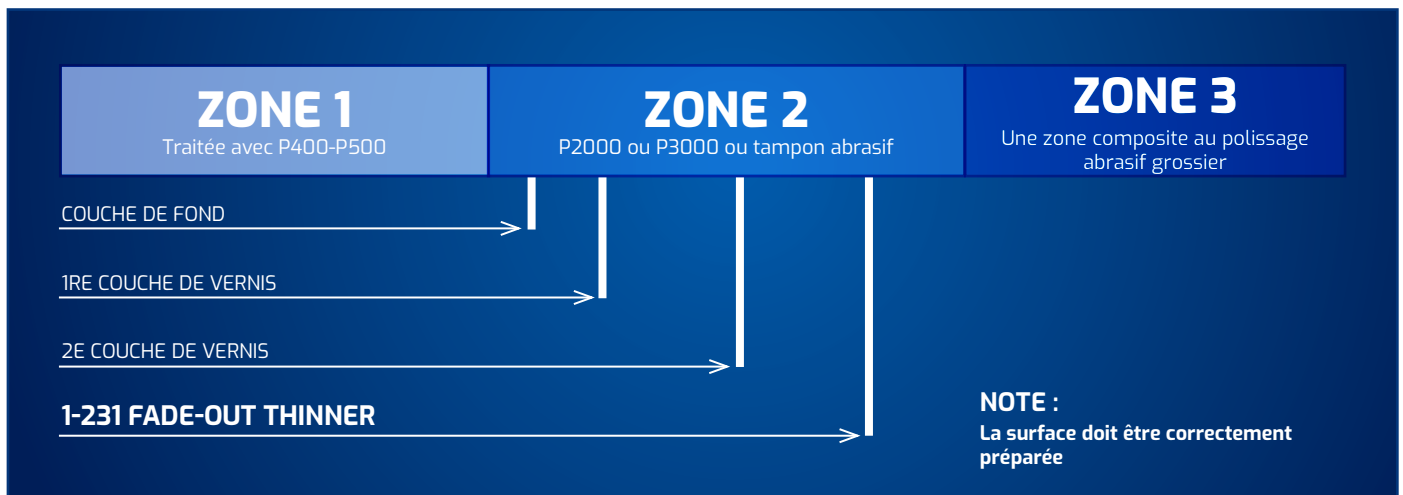 ZONE 1
Traitée avec P400-P500
ZONE 2
P2000 ou P3000 ou tampon abrasif
ZONE 3
Une zone composite au polissage
abrasif grossier
COUCHE DE FOND
1RE COUCHE DE VERNIS
2E COUCHE DE VERNIS
1-231 FADE-OUT THINNER
NOTE :
La surface doit être correctement
préparée